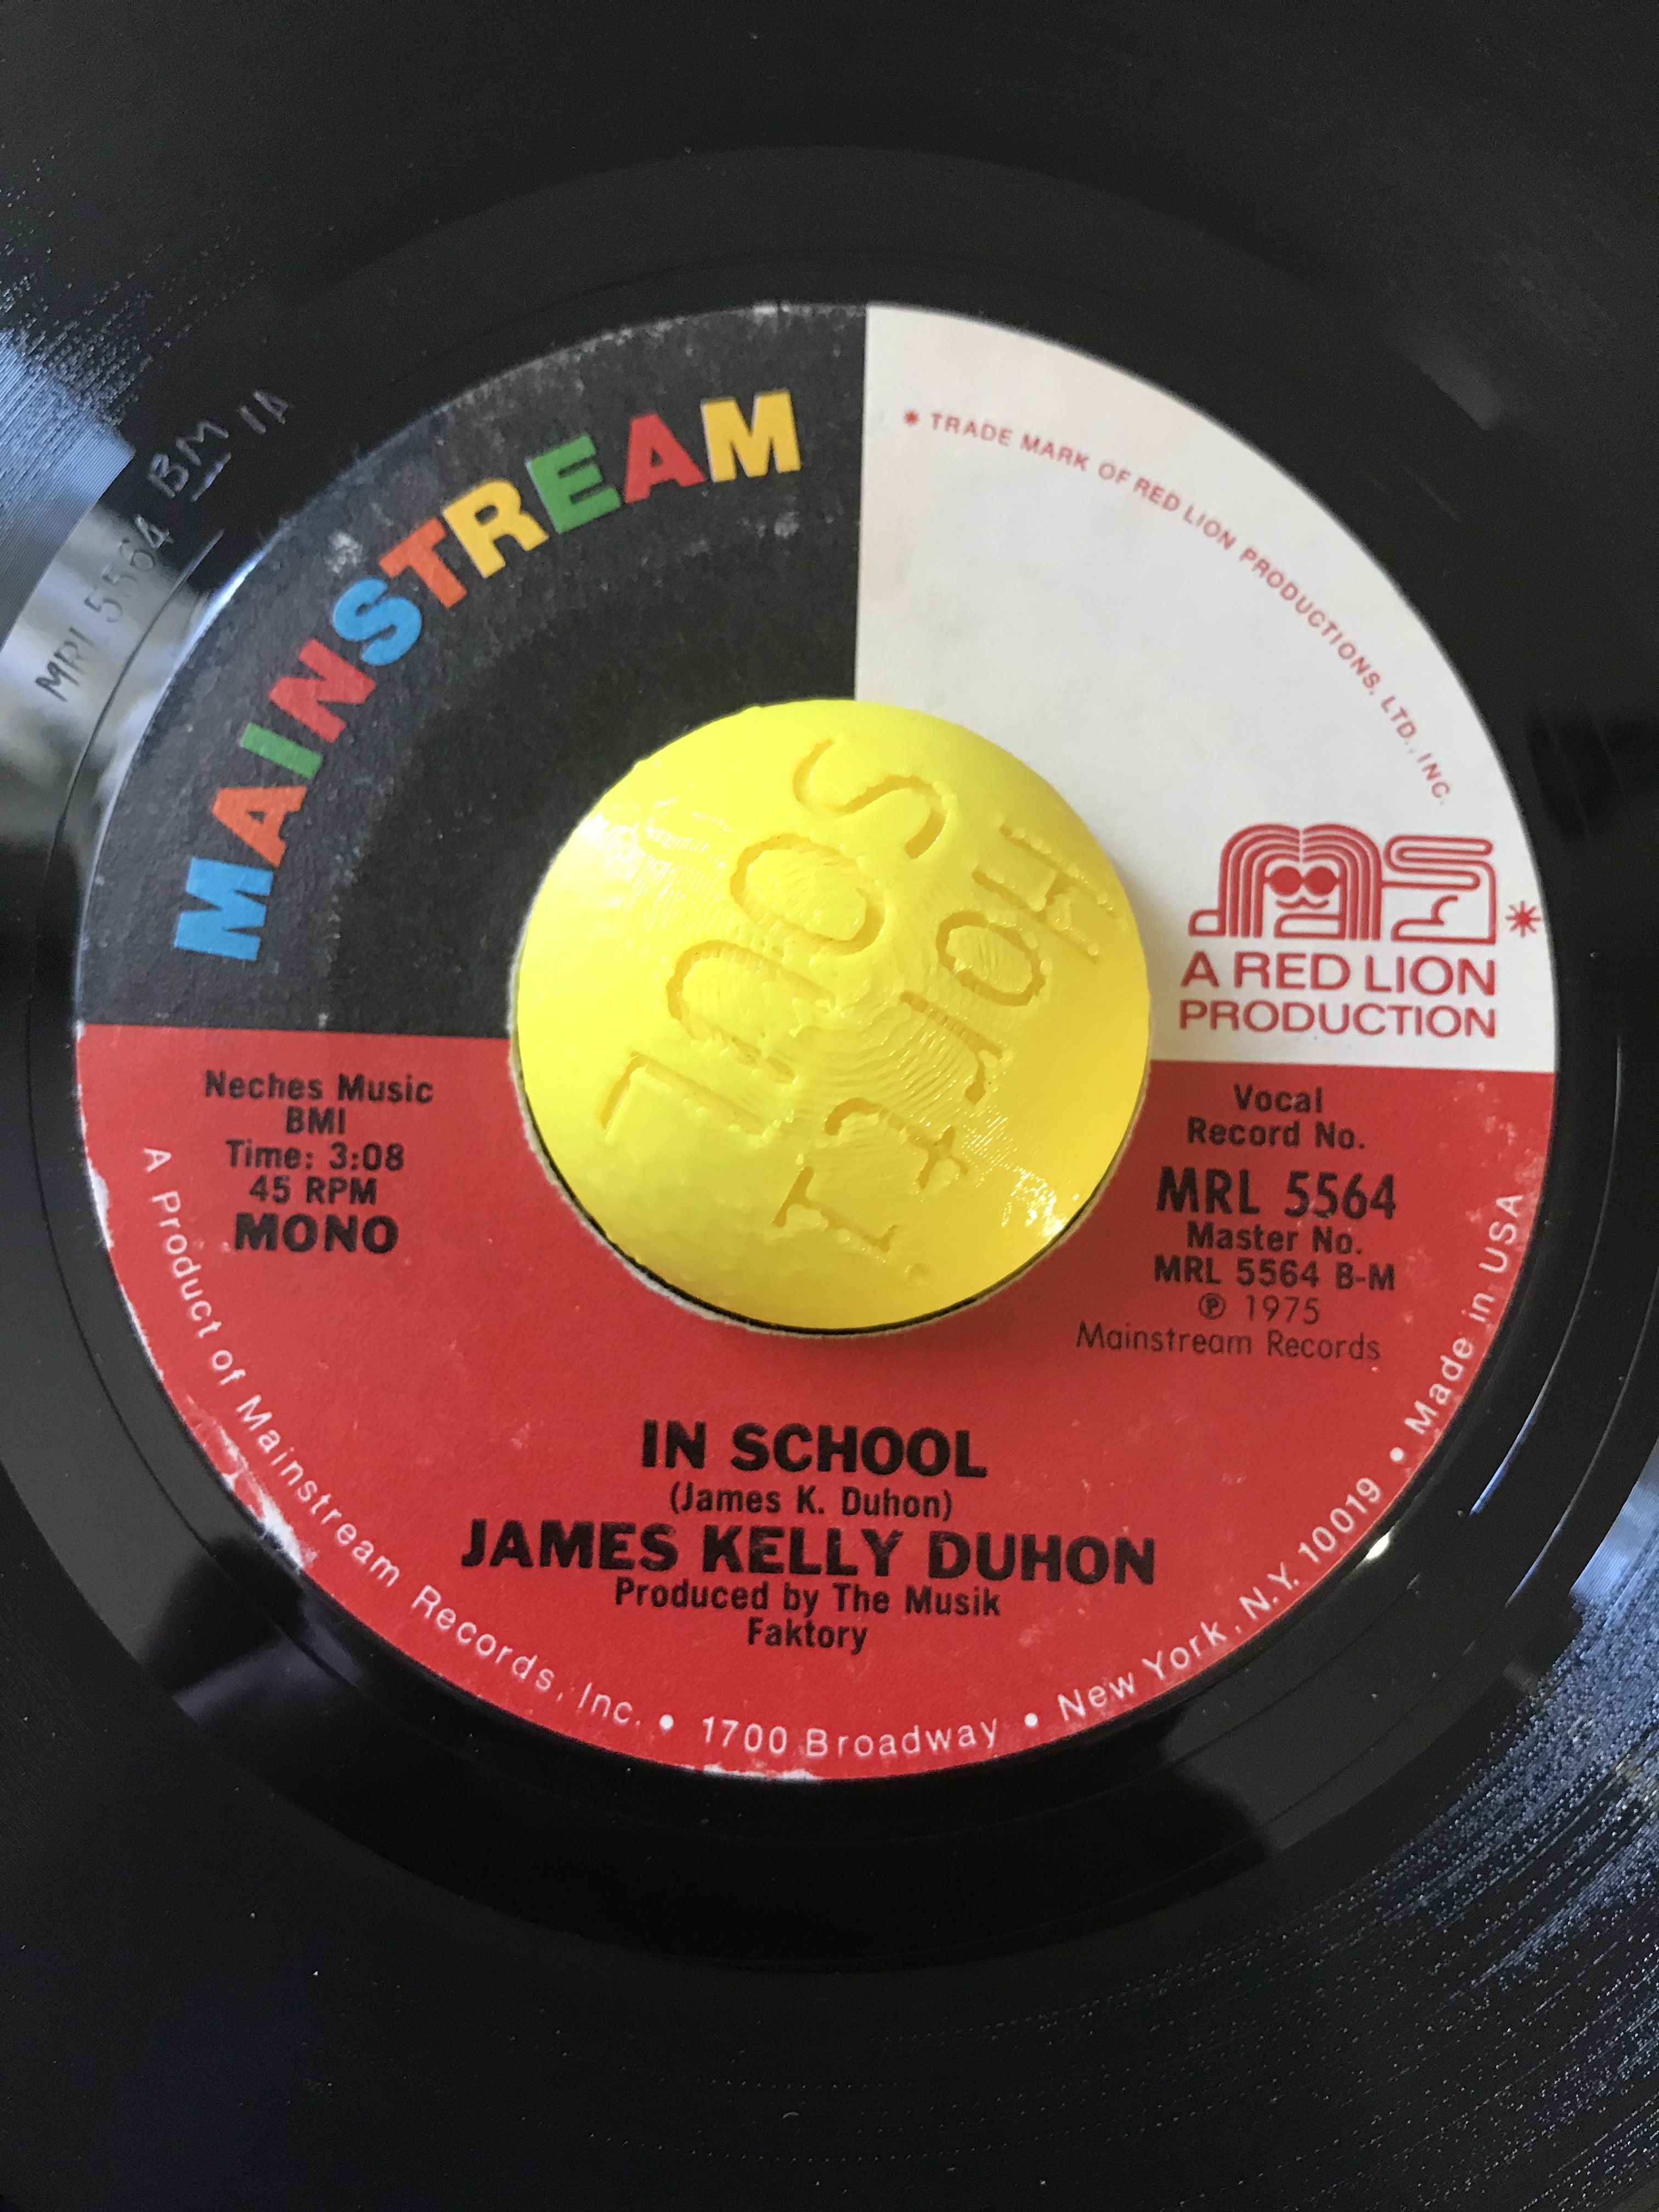 MAINSTREAM
* TRADE MARK OF RED LION PRODUCTIONS, LTD., INC.
*
A RED LION
PRODUCTION
MRL 5564 BM 1A
SOUL
Neches Music
BMI
Time: 3:08
45 RPM
MONO
Vocal
Record No.
MRL 5564
Master No.
MRL 5564 B-M
℗ 1975
Mainstream Records
IN SCHOOL
(James K. Duhon)
JAMES KELLY DUHON
Produced by The Musik
Faktory
A Product of Mainstream Records, Inc. • 1700 Broadway • New York, N.Y. 10019 • Made in USA